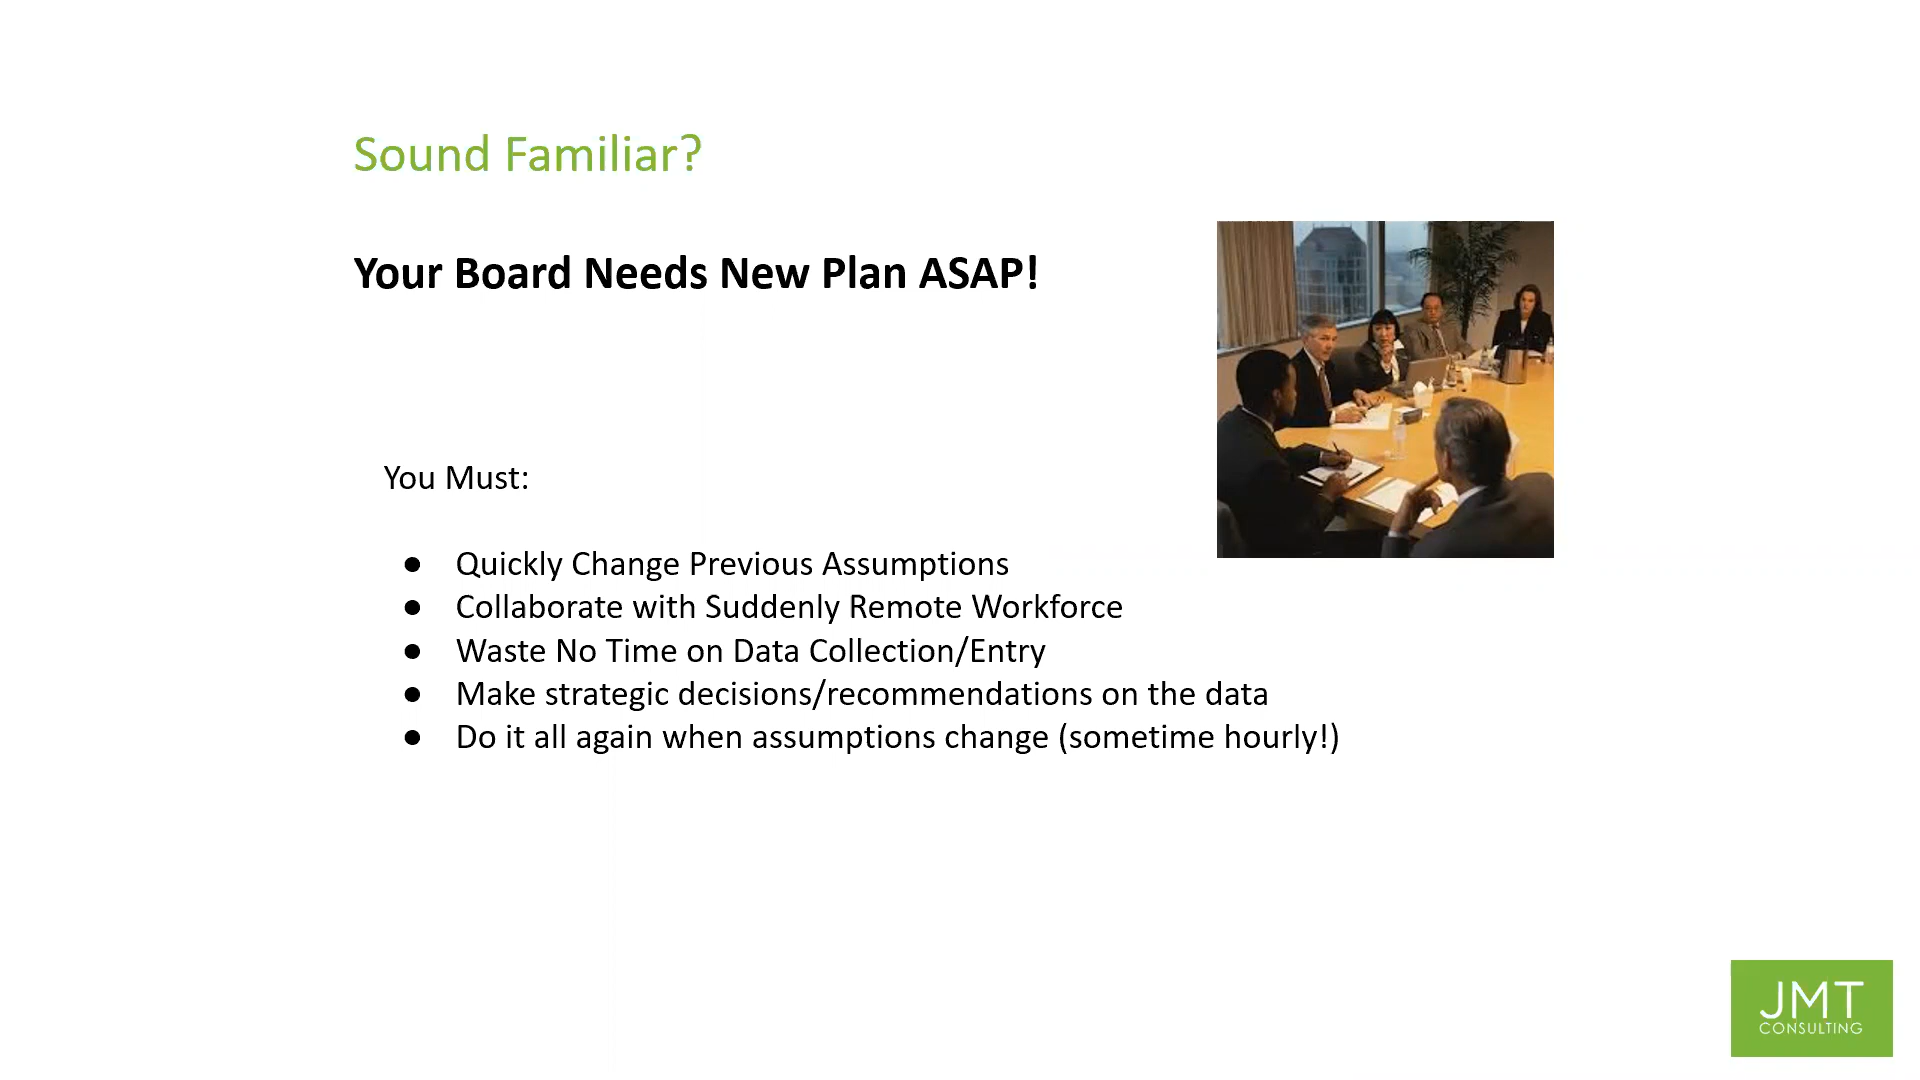 Sound Familiar?
Your Board Needs New Plan ASAP!
You Must:
● Quickly Change Previous Assumptions
● Collaborate with Suddenly Remote Workforce
● Waste No Time on Data Collection/Entry
● Make strategic decisions/recommendations on the data
● Do it all again when assumptions change (sometime hourly!)
JMT
CONSULTING